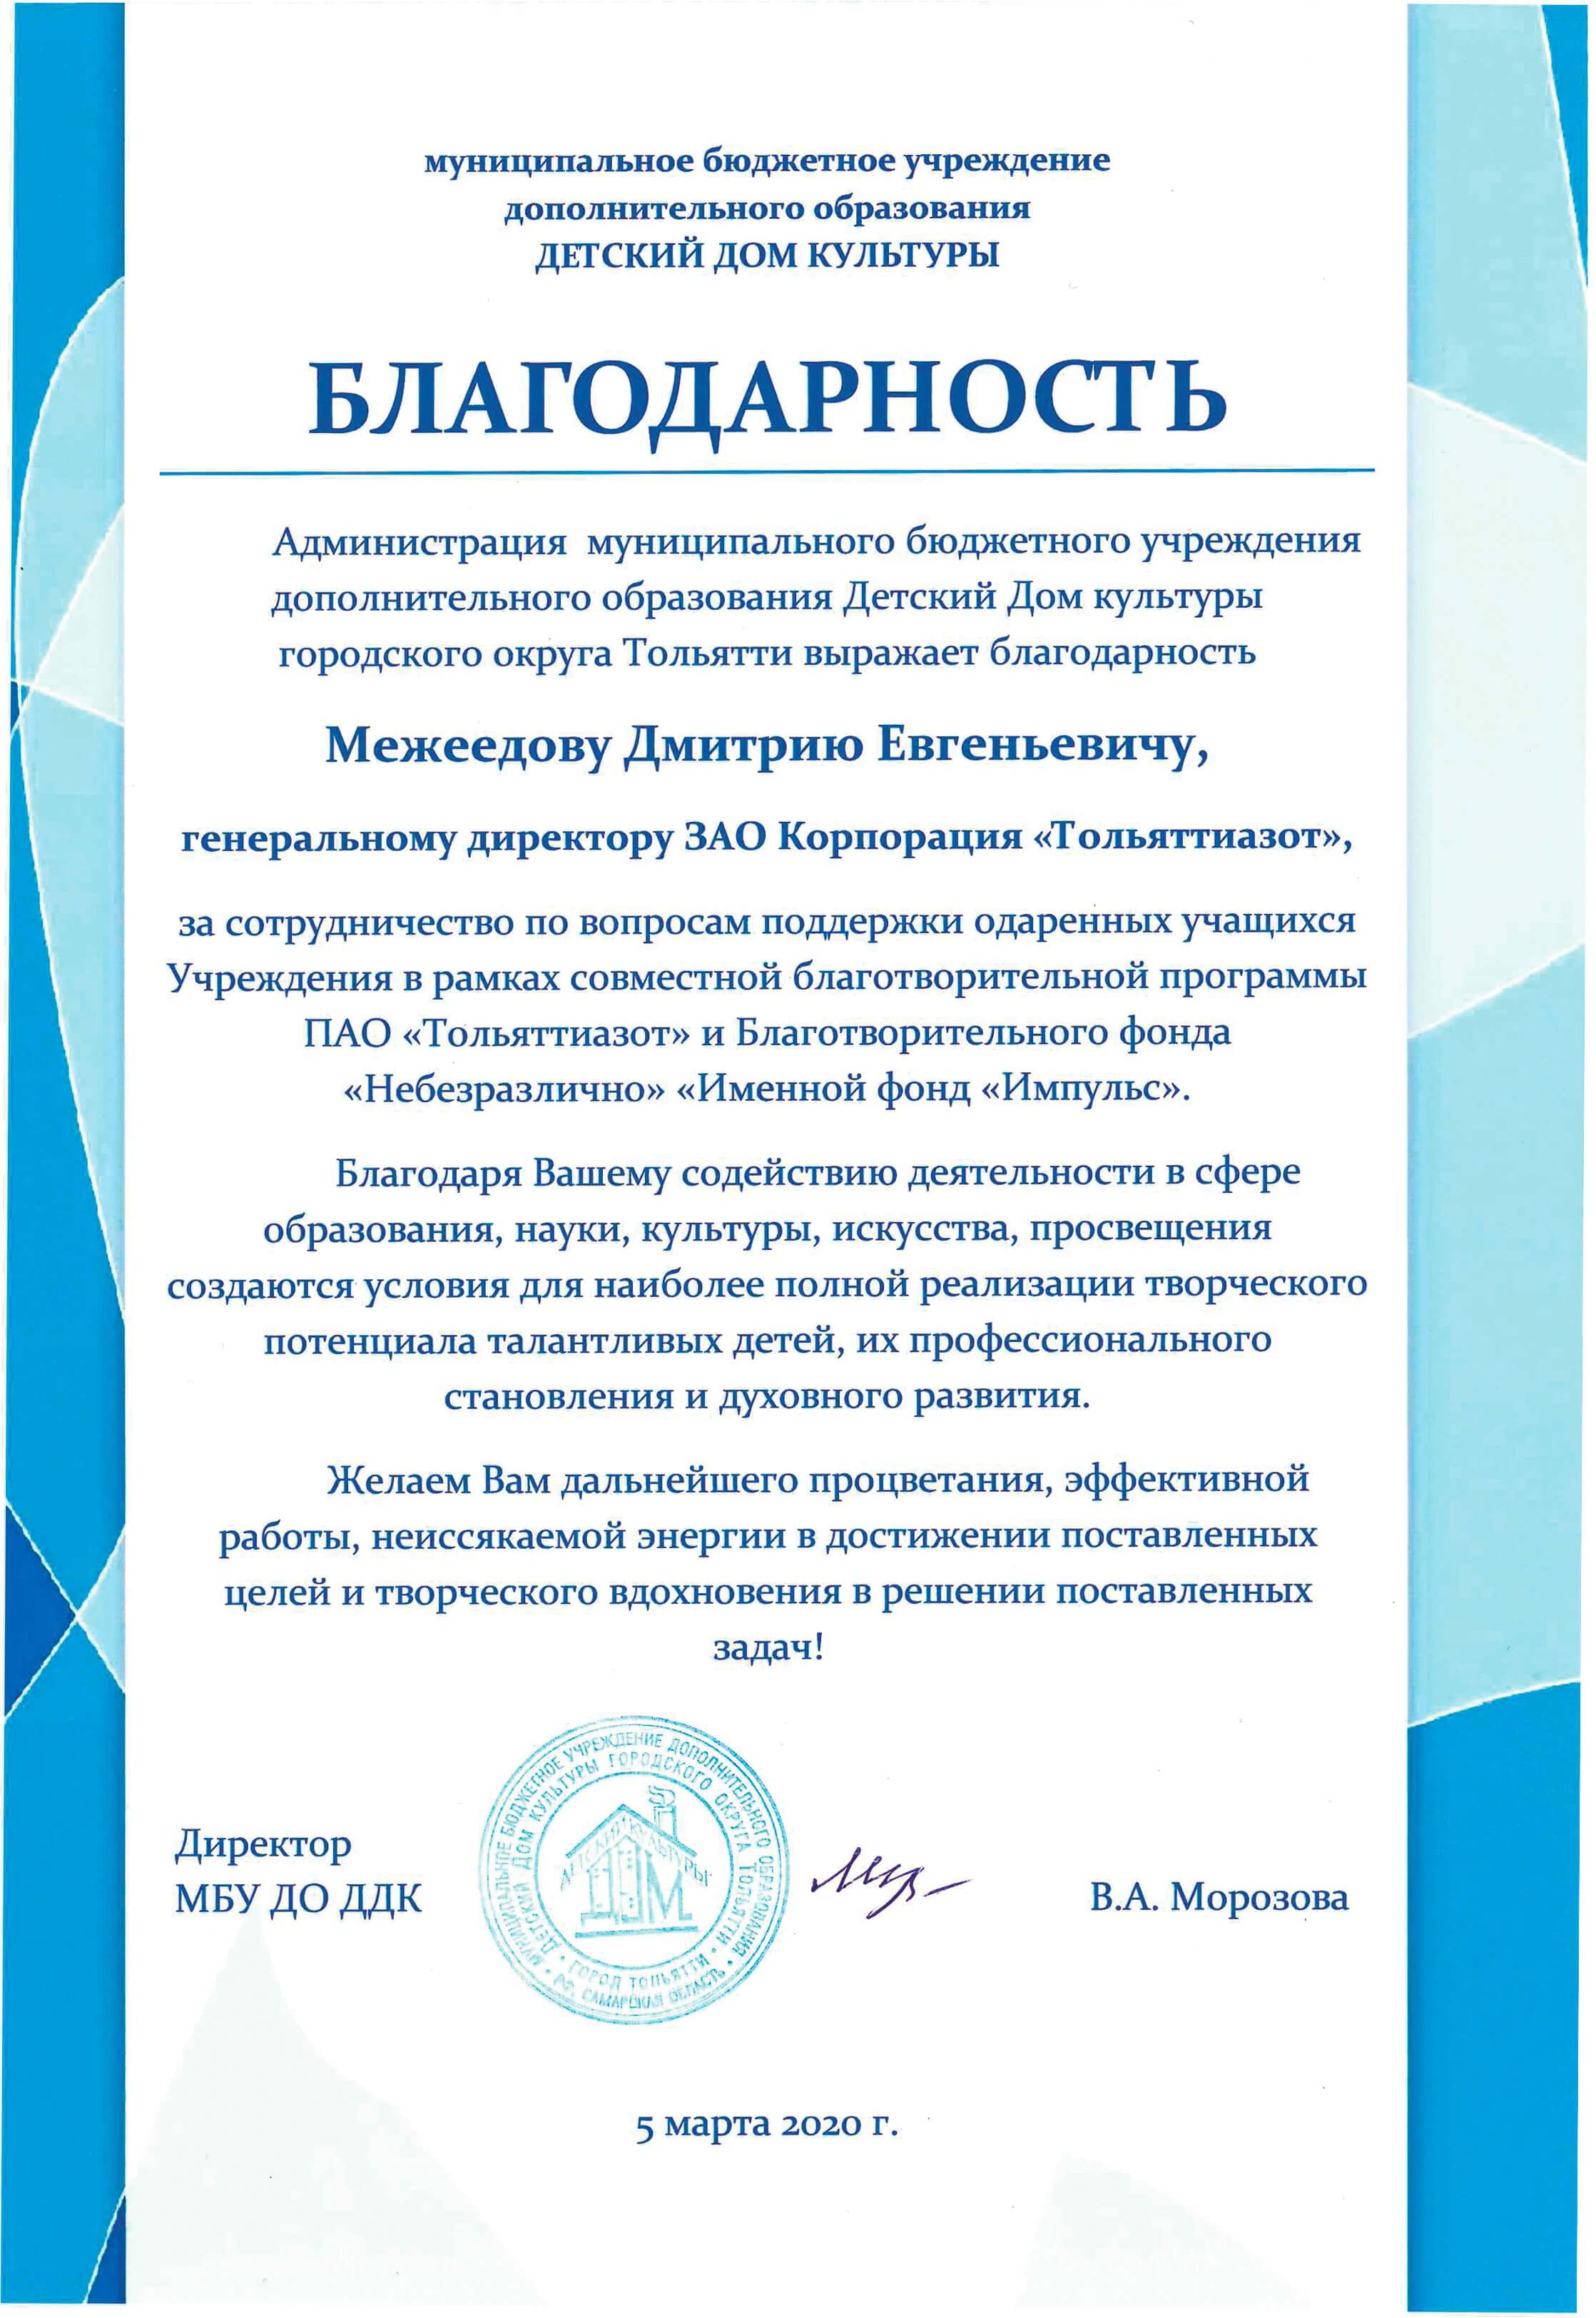 муниципальное бюджетное учреждение
дополнительного образования
ДЕТСКИЙ ДОМ КУЛЬТУРЫ
БЛАГОДАРНОСТЬ
Администрация муниципального бюджетного учреждения
дополнительного образования Детский Дом культуры
городского округа Тольятти выражает благодарность
Межеедову Дмитрию Евгеньевичу,
генеральному директору ЗАО Корпорация «Тольяттиазот»,
за сотрудничество по вопросам поддержки одаренных учащихся
Учреждения в рамках совместной благотворительной программы
ПАО «Тольяттиазот» и Благотворительного фонда
«Небезразлично» «Именной фонд «Импульс».
Благодаря Вашему содействию деятельности в сфере
образования, науки, культуры, искусства, просвещения
создаются условия для наиболее полной реализации творческого
потенциала талантливых детей, их профессионального
становления и духовного развития.
Желаем Вам дальнейшего процветания, эффективной
работы, неиссякаемой энергии в достижении поставленных
целей и творческого вдохновения в решении поставленных
задач!
МУНИЦИПАЛЬНОЕ БЮДЖЕТНОЕ УЧРЕЖДЕНИЕ ДОПОЛНИТЕЛЬНОГО ОБРАЗОВАНИЯ
ДЕТСКИЙ ДОМ КУЛЬТУРЫ ГОРОДСКОГО ОКРУГА ТОЛЬЯТТИ
ДЕТСКИЙ КУЛЬТУРЫ
ДОМ
ГОРОД ТОЛЬЯТТИ
РФ, САМАРСКАЯ ОБЛАСТЬ
Директор
МБУ ДО ДДК
В.А. Морозова
5 марта 2020 г.